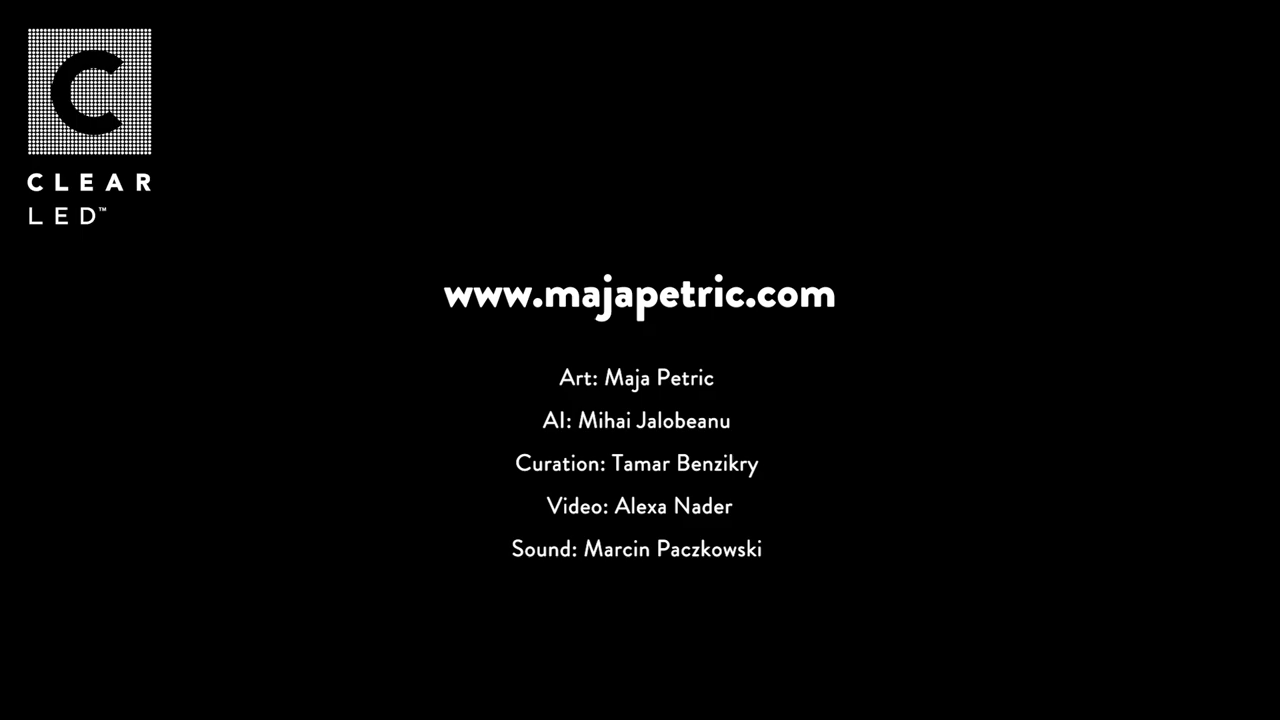 C
CLEAR
LED™
www.majapetric.com
Art: Maja Petric
AI: Mihai Jalobeanu
Curation: Tamar Benzikry
Video: Alexa Nader
Sound: Marcin Paczkowski